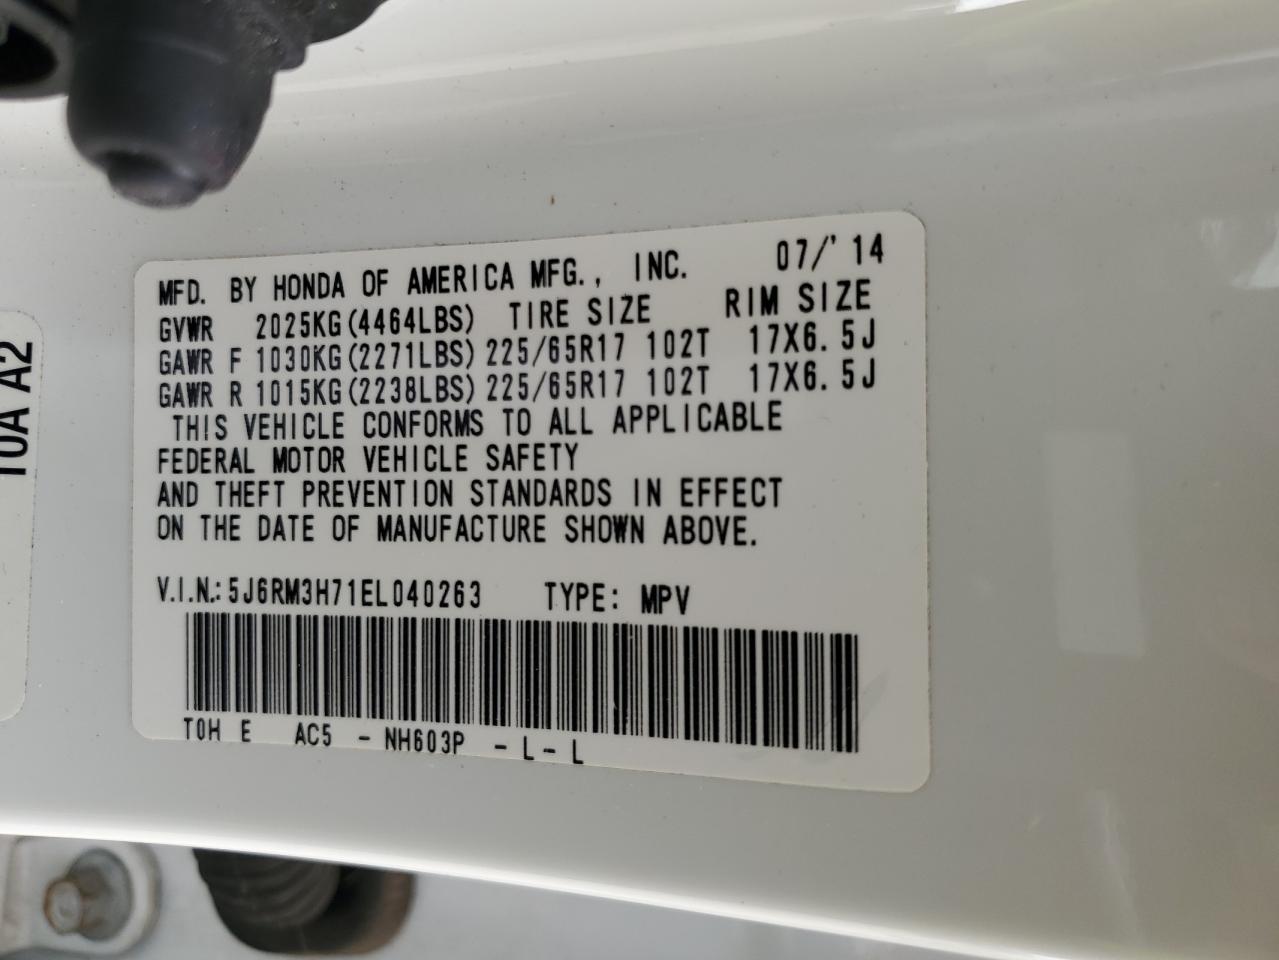 MFD. BY HONDA OF AMERICA MFG., INC. 07/'14
GVWR 2025KG(4464LBS) TIRE SIZE RIM SIZE
GAWR F 1030KG(2271LBS) 225/65R17 102T 17X6.5J
GAWR R 1015KG(2238LBS) 225/65R17 102T 17X6.5J
THIS VEHICLE CONFORMS TO ALL APPLICABLE
FEDERAL MOTOR VEHICLE SAFETY
AND THEFT PREVENTION STANDARDS IN EFFECT
ON THE DATE OF MANUFACTURE SHOWN ABOVE.
V.I.N.: 5J6RM3H71EL040263 TYPE: MPV
T0H E AC5 - NH603P - L - L
T0A A2